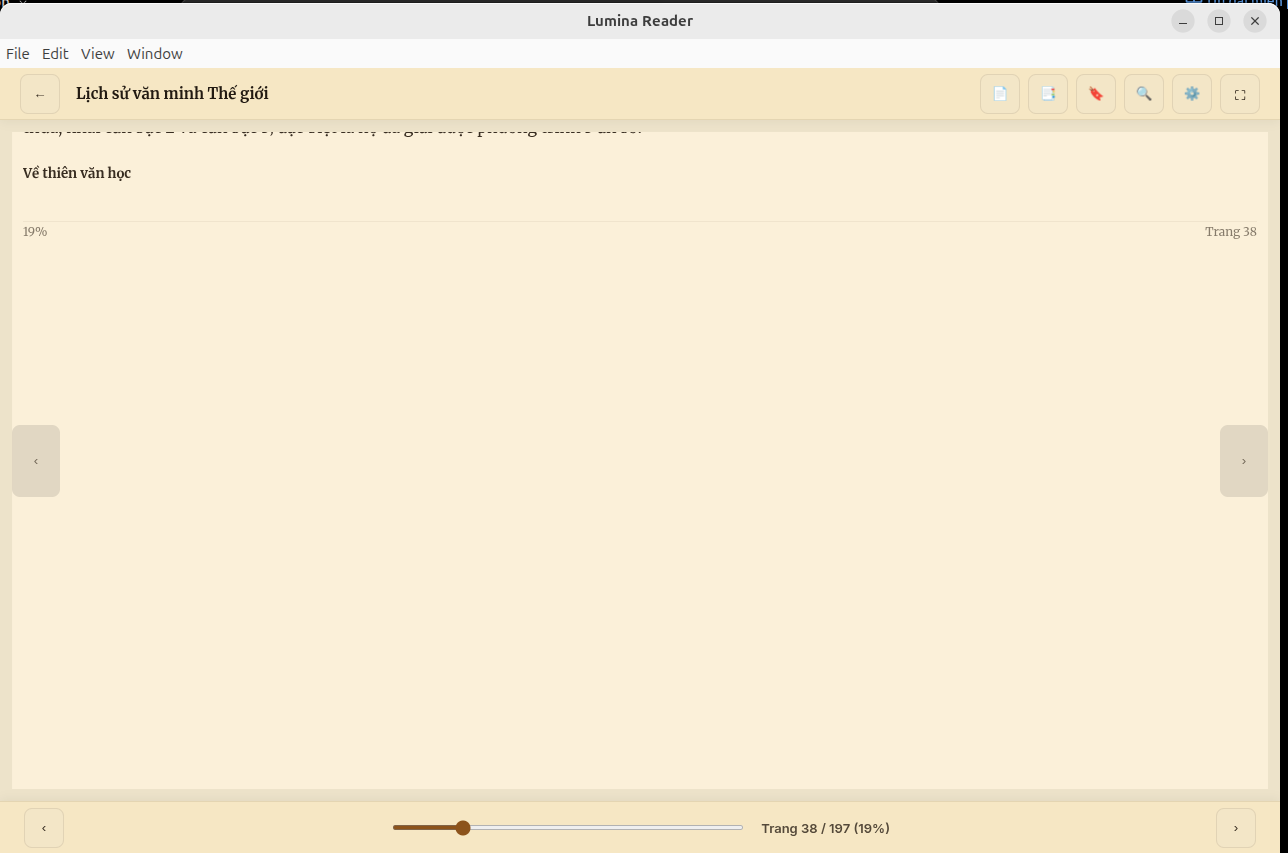 Lumina Reader
File Edit View Window
Lịch sử văn minh Thế giới
Về thiên văn học
19%
Trang 38
Trang 38 / 197 (19%)